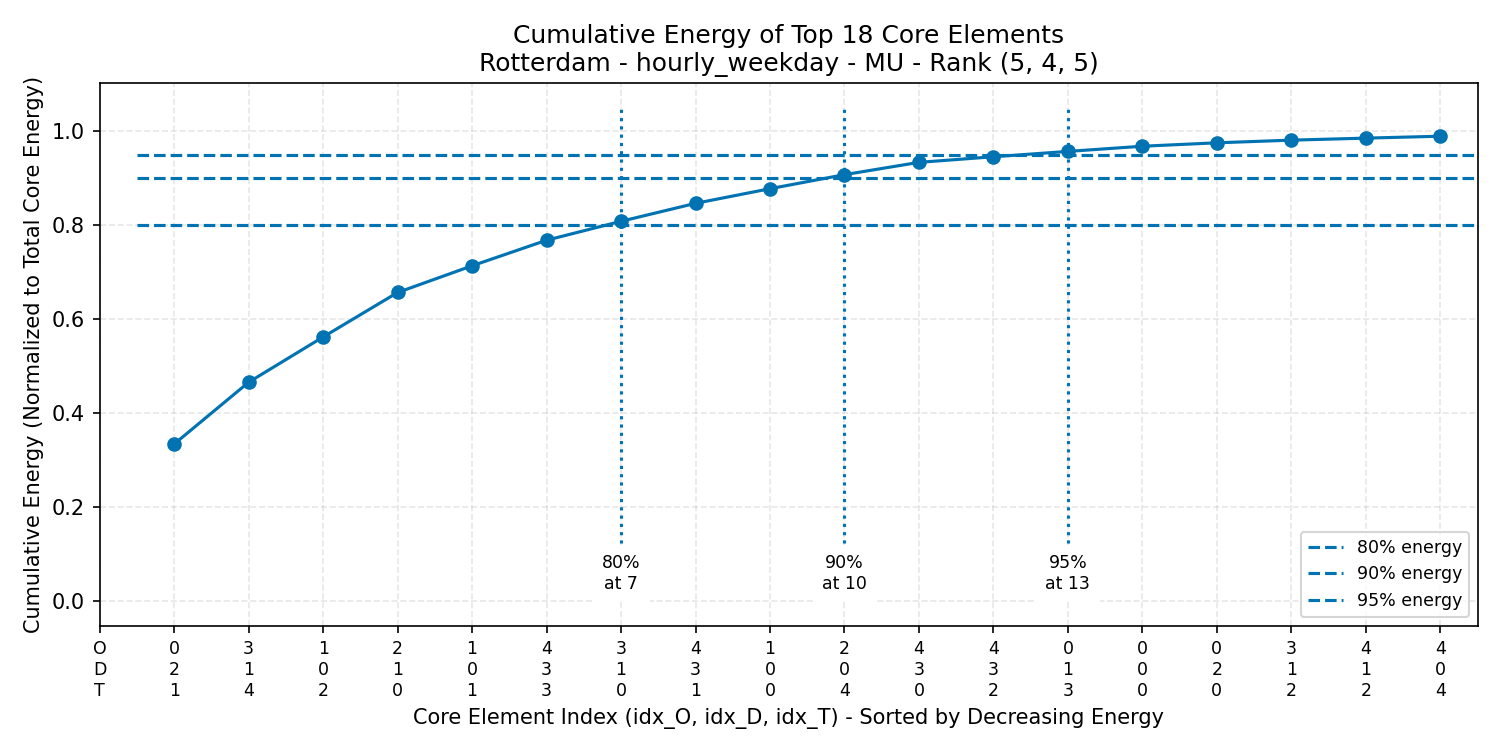 Cumulative Energy of Top 18 Core Elements
Rotterdam - hourly_weekday - MU - Rank (5, 4, 5)
Cumulative Energy (Normalized to Total Core Energy)
1.0
0.8
0.6
0.4
0.2
0.0
80%
at 7
90%
at 10
95%
at 13
80% energy
90% energy
95% energy
O 0 3 1 2 1 4 3 4 1 2 4 4 0 0 0 3 4 4
D 2 1 0 1 0 3 1 3 0 0 3 3 1 0 2 1 1 0
T 1 4 2 0 1 3 0 1 0 4 0 2 3 0 0 2 2 4
Core Element Index (idx_O, idx_D, idx_T) - Sorted by Decreasing Energy